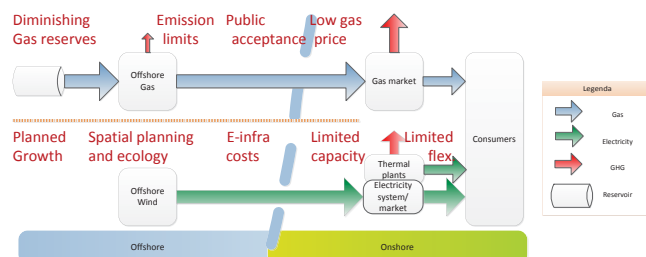 Diminishing Emission Public Low gas
Gas reserves limits acceptance price
Offshore
Gas
Gas market
Planned Spatial planning E-infra Limited Limited
Growth and ecology costs capacity flex
Thermal
plants
Offshore
Wind
Electricity
system/
market
Consumers
Offshore
Onshore
Legenda
Gas
Electricity
GHG
Reservoir